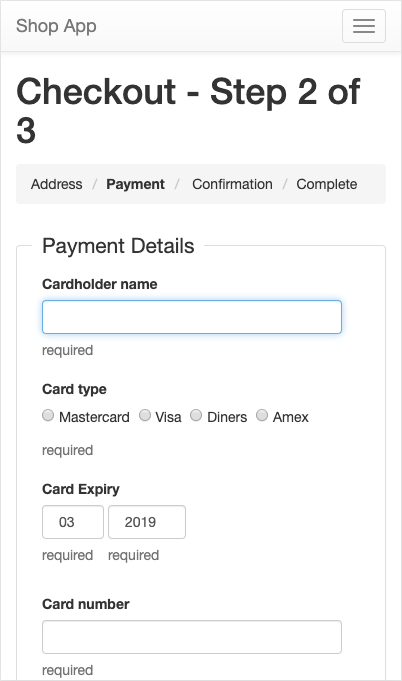 Shop App
Checkout - Step 2 of
3
Address / Payment / Confirmation / Complete
Payment Details
Cardholder name
required
Card type
Mastercard Visa Diners Amex
required
Card Expiry
03 2019
required required
Card number
required